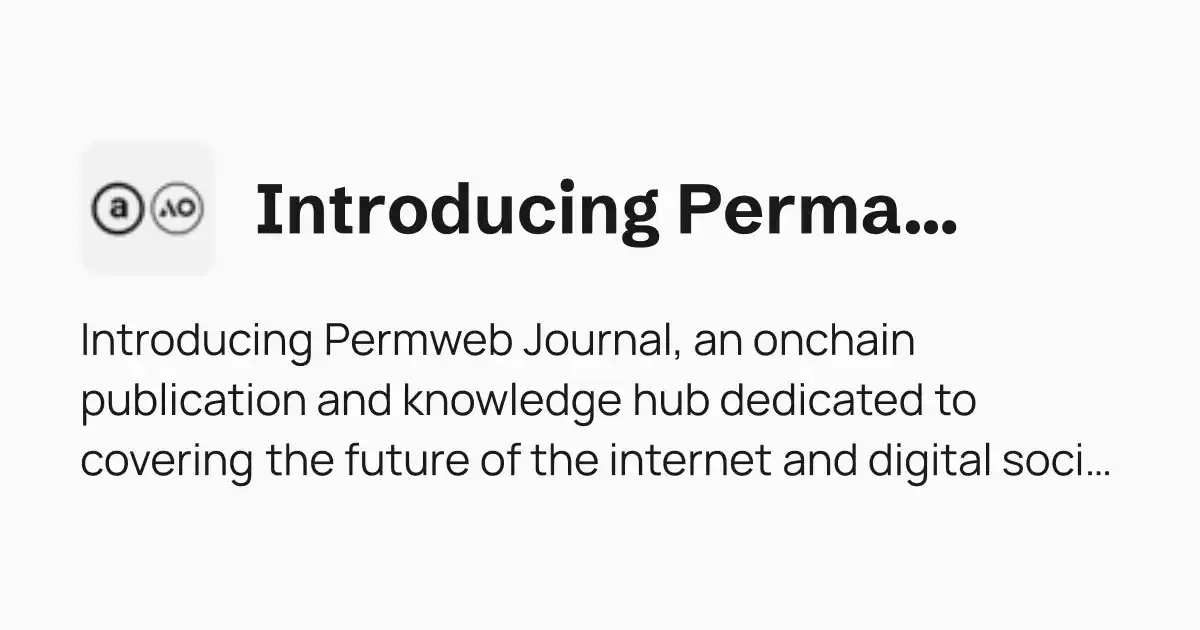 a AO
Introducing Perma...
Introducing Permweb Journal, an onchain
publication and knowledge hub dedicated to
covering the future of the internet and digital soci...